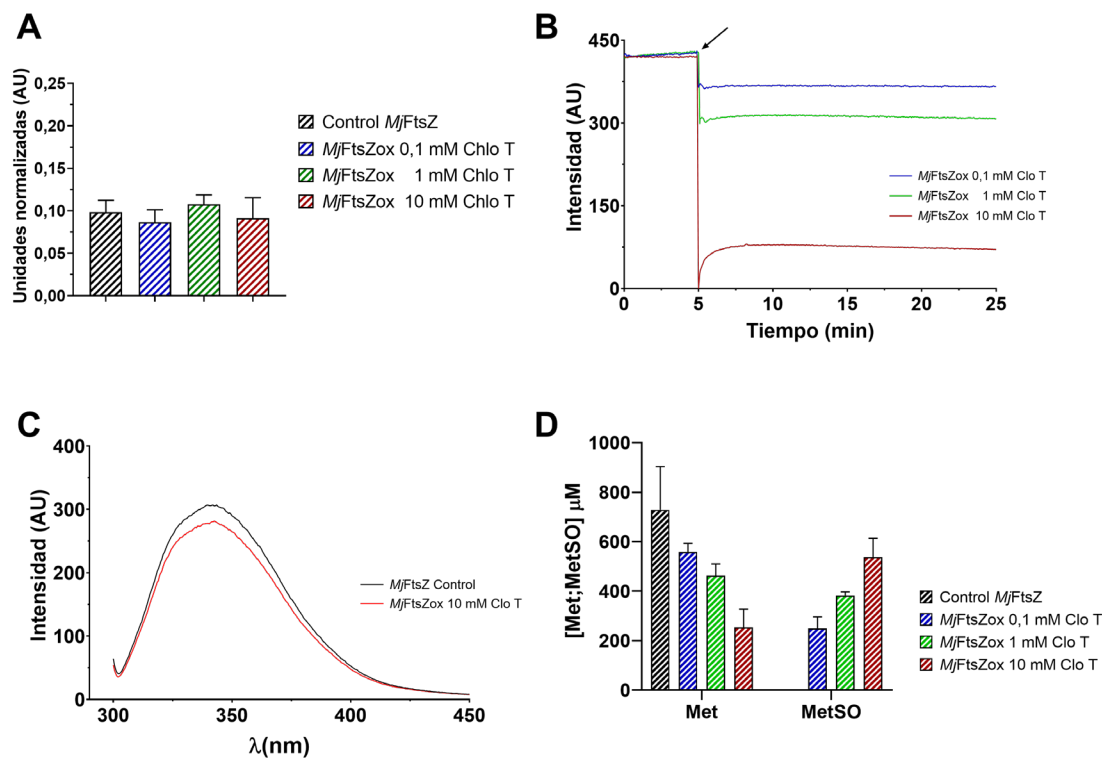 A
Unidades normalizadas (AU)
0,25
0,20
0,15
0,10
0,05
0,00
Control MjFtsZ
MjFtsZox 0,1 mM Chlo T
MjFtsZox 1 mM Chlo T
MjFtsZox 10 mM Chlo T
B
Intensidad (AU)
450
300
150
0
0 5 10 15 20 25
Tiempo (min)
MjFtsZox 0,1 mM Clo T
MjFtsZox 1 mM Clo T
MjFtsZox 10 mM Clo T
C
Intensidad (AU)
400
300
200
100
0
300 350 400 450
λ(nm)
MjFtsZ Control
MjFtsZox 10 mM Clo T
D
[Met;MetSO] µM
1000
800
600
400
200
0
Met MetSO
Control MjFtsZ
MjFtsZox 0,1 mM Clo T
MjFtsZox 1 mM Clo T
MjFtsZox 10 mM Clo T